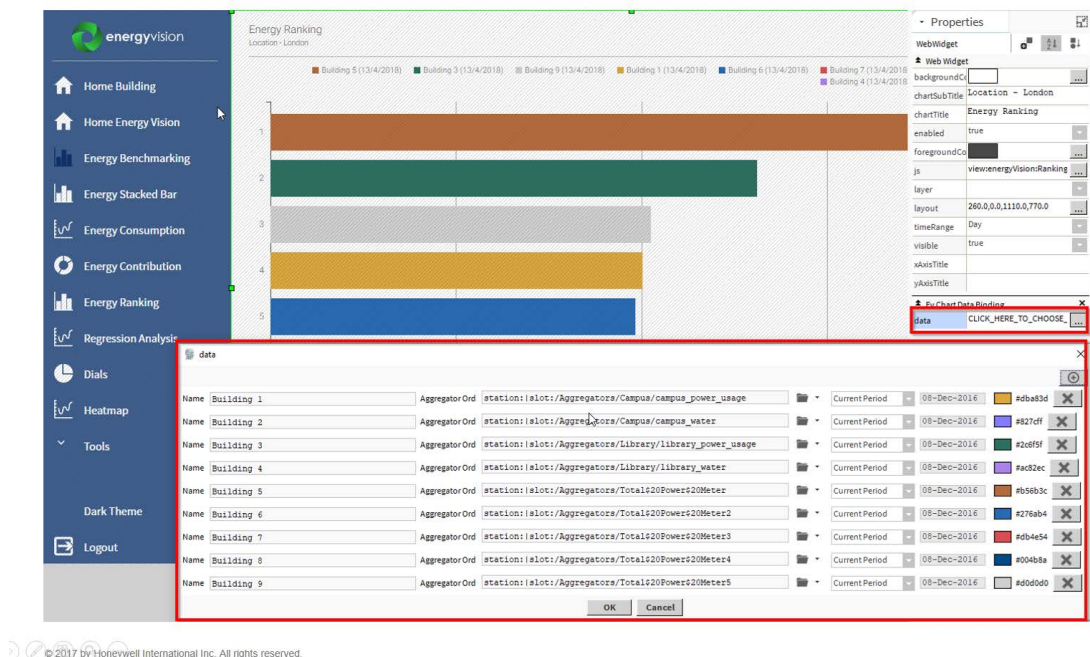 energyvision
Home Building
Home Energy Vision
Energy Benchmarking
Energy Stacked Bar
Energy Consumption
Energy Contribution
Energy Ranking
Regression Analysis
Dials
Heatmap
Tools
Dark Theme
Logout
Energy Ranking
Location - London
Building 5 (13/4/2018) Building 3 (13/4/2018) Building 9 (13/4/2018) Building 1 (13/4/2018) Building 6 (13/4/2018) Building 7 (13/4/2018
Building 4 (13/4/2018
1
2
3
4
5
Properties
WebWidget
Web Widget
backgroundCo ...
chartSubTitle Location - London
chartTitle Energy Ranking
enabled true
foregroundCo ...
js view:energyVision:Ranking ...
layer
layout 260.0,0.0,1110.0,770.0 ...
timeRange Day
visible true
xAxisTitle
yAxisTitle
Ev Chart Data Binding
data CLICK_HERE_TO_CHOOSE_ ...
data
Name Building 1 Aggregator Ord station:|slot:/Aggregators/Campus/campus_power_usage Current Period 08-Dec-2016 #dba83d
Name Building 2 Aggregator Ord station:|slot:/Aggregators/Campus/campus_water Current Period 08-Dec-2016 #827cff
Name Building 3 Aggregator Ord station:|slot:/Aggregators/Library/library_power_usage Current Period 08-Dec-2016 #2c6f5f
Name Building 4 Aggregator Ord station:|slot:/Aggregators/Library/library_water Current Period 08-Dec-2016 #ac82ec
Name Building 5 Aggregator Ord station:|slot:/Aggregators/Total$20Power$20Meter Current Period 08-Dec-2016 #b56b3c
Name Building 6 Aggregator Ord station:|slot:/Aggregators/Total$20Power$20Meter2 Current Period 08-Dec-2016 #276ab4
Name Building 7 Aggregator Ord station:|slot:/Aggregators/Total$20Power$20Meter3 Current Period 08-Dec-2016 #db4e54
Name Building 8 Aggregator Ord station:|slot:/Aggregators/Total$20Power$20Meter4 Current Period 08-Dec-2016 #004b8a
Name Building 9 Aggregator Ord station:|slot:/Aggregators/Total$20Power$20Meter5 Current Period 08-Dec-2016 #d0d0d0
OK Cancel
© 2017 by Honeywell International Inc. All rights reserved.